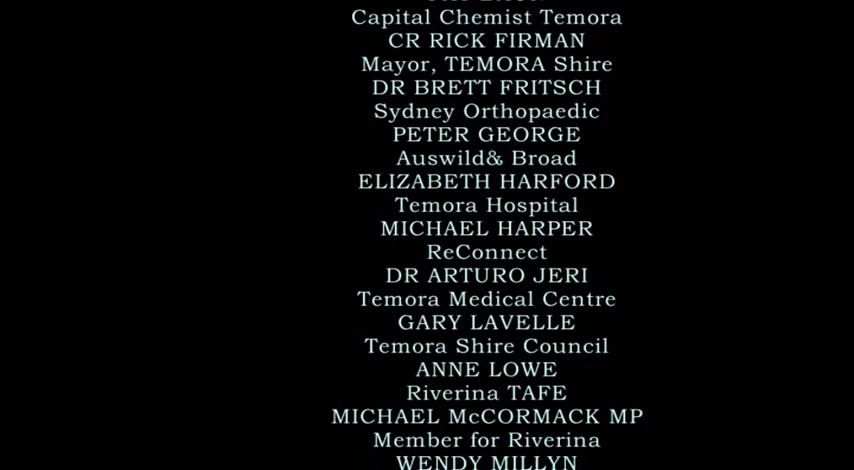 Capital Chemist Temora
CR RICK FIRMAN
Mayor, TEMORA Shire
DR BRETT FRITSCH
Sydney Orthopaedic
PETER GEORGE
Auswild& Broad
ELIZABETH HARFORD
Temora Hospital
MICHAEL HARPER
ReConnect
DR ARTURO JERI
Temora Medical Centre
GARY LAVELLE
Temora Shire Council
ANNE LOWE
Riverina TAFE
MICHAEL McCORMACK MP
Member for Riverina
WENDY MILLYN